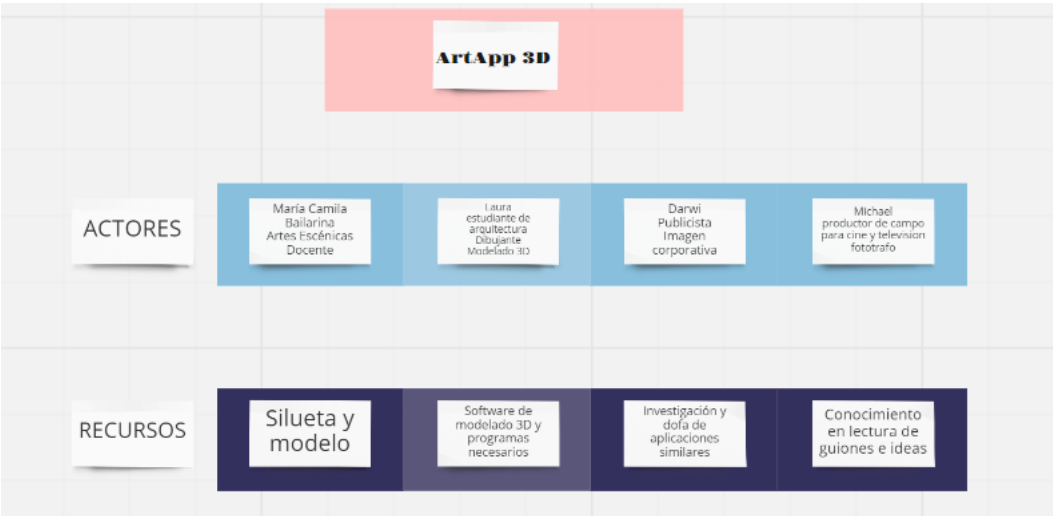 ArtApp 3D
ACTORES
María Camila
Bailarina
Artes Escénicas
Docente
Laura
estudiante de
arquitectura
Dibujante
Modelado 3D
Darwi
Publicista
Imagen
corporativa
Michael
productor de campo
para cine y television
fototrafo
RECURSOS
Silueta y
modelo
Software de
modelado 3D y
programas
necesarios
Investigación y
dofa de
aplicaciones
similares
Conocimiento
en lectura de
guiones e ideas